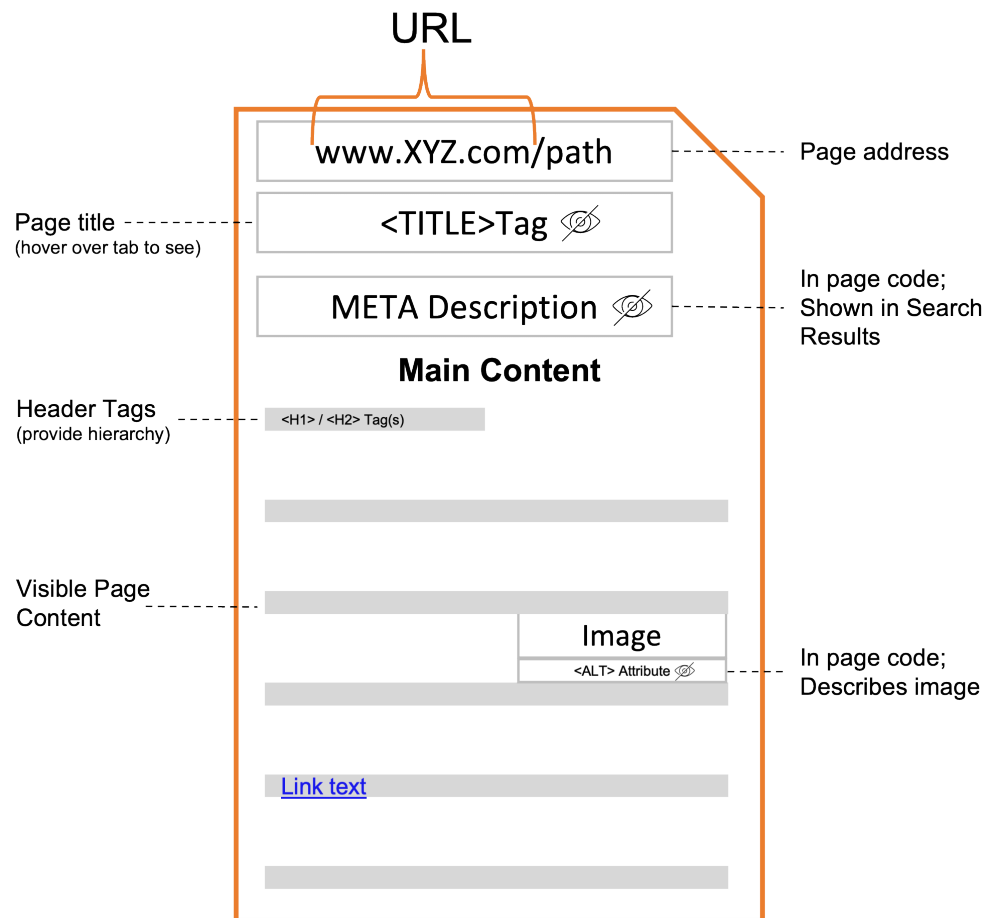 URL
www.XYZ.com/path
Page address
Page title
(hover over tab to see)
<TITLE>Tag
META Description
In page code;
Shown in Search
Results
Main Content
Header Tags
(provide hierarchy)
<H1> / <H2> Tag(s)
Visible Page
Content
Image
<ALT> Attribute
In page code;
Describes image
Link text